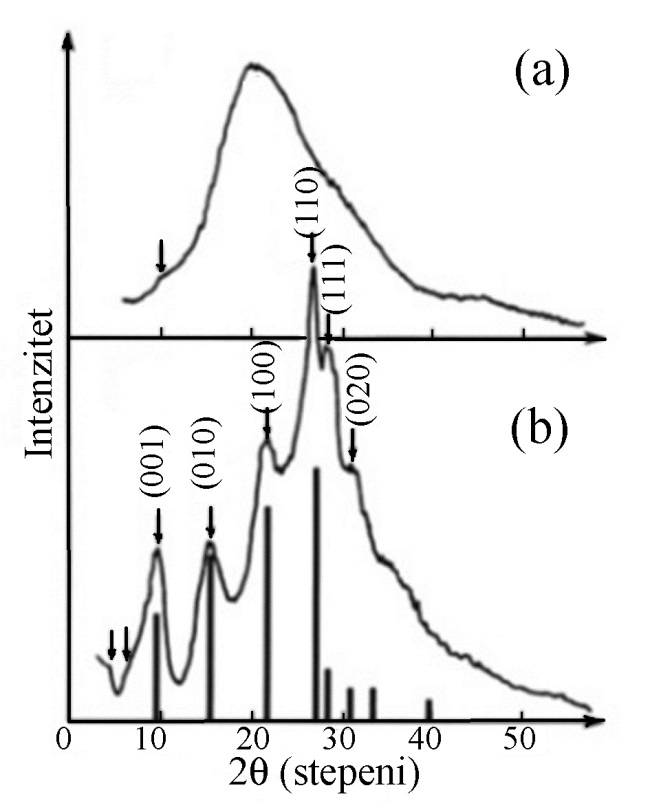 (a)
(110)
(111)
(100)
(020)
(b)
(001)
(010)
Intenzitet
0 10 20 30 40 50
2θ (stepeni)